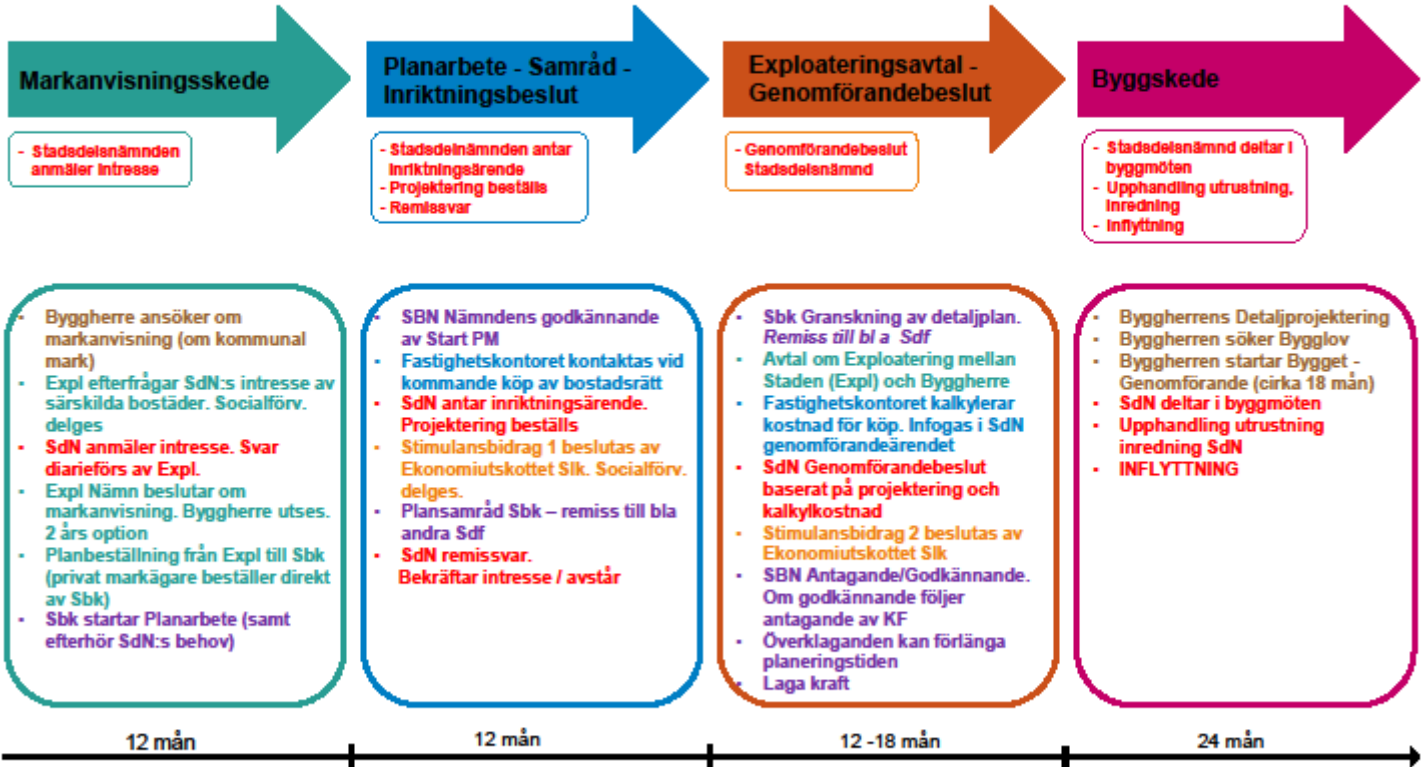 Markanvisningsskede
Planarbete - Samråd -
Inriktningsbeslut
Exploateringsavtal -
Genomförandebeslut
Byggskede
- Stadsdelsnämnden
anmäler intresse
- Stadsdelnämnden antar
inriktningsärende
- Projektering beställs
- Remissvar
- Genomförandebeslut
Stadsdelsnämnd
- Stadsdelsnämnd deltar i
byggmöten
- Upphandling utrustning,
inredning
- Inflyttning
• Byggherre ansöker om
markanvisning (om kommunal
mark)
• Expl efterfrågar SdN:s intresse av
särskilda bostäder. Socialförv.
delges
• SdN anmäler intresse. Svar
diarieförs av Expl.
• Expl Nämn beslutar om
markanvisning. Byggherre utses.
2 års option
• Planbeställning från Expl till Sbk
(privat markägare beställer direkt
av Sbk)
• Sbk startar Planarbete (samt
efterhör SdN:s behov)
• SBN Nämndens godkännande
av Start PM
• Fastighetskontoret kontaktas vid
kommande köp av bostadsrätt
• SdN antar inriktningsärende.
Projektering beställs
• Stimulansbidrag 1 beslutas av
Ekonomiutskottet Slk. Socialförv.
delges.
• Plansamråd Sbk – remiss till bla
andra Sdf
• SdN remissvar.
Bekräftar intresse / avstår
• Sbk Granskning av detaljplan.
Remiss till bl a Sdf
• Avtal om Exploatering mellan
Staden (Expl) och Byggherre
• Fastighetskontoret kalkylerar
kostnad för köp. Infogas i SdN
genomförandeärendet
• SdN Genomförandebeslut
baserat på projektering och
kalkylkostnad
• Stimulansbidrag 2 beslutas av
Ekonomiutskottet Slk
• SBN Antagande/Godkännande.
Om godkännande följer
antagande av KF
• Överklaganden kan förlänga
planeringstiden
• Laga kraft
• Byggherrens Detaljprojektering
• Byggherren söker Bygglov
• Byggherren startar Bygget -
Genomförande (cirka 18 mån)
• SdN deltar i byggmöten
• Upphandling utrustning
inredning SdN
• INFLYTTNING
12 mån
12 mån
12 -18 mån
24 mån